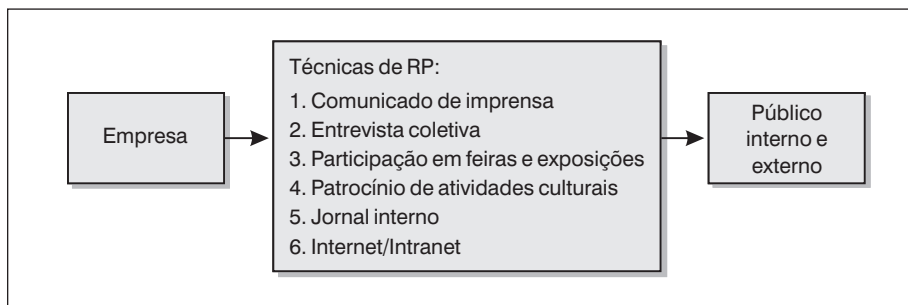 Empresa
Técnicas de RP:
1. Comunicado de imprensa
2. Entrevista coletiva
3. Participação em feiras e exposições
4. Patrocínio de atividades culturais
5. Jornal interno
6. Internet/Intranet
Público
interno e
externo